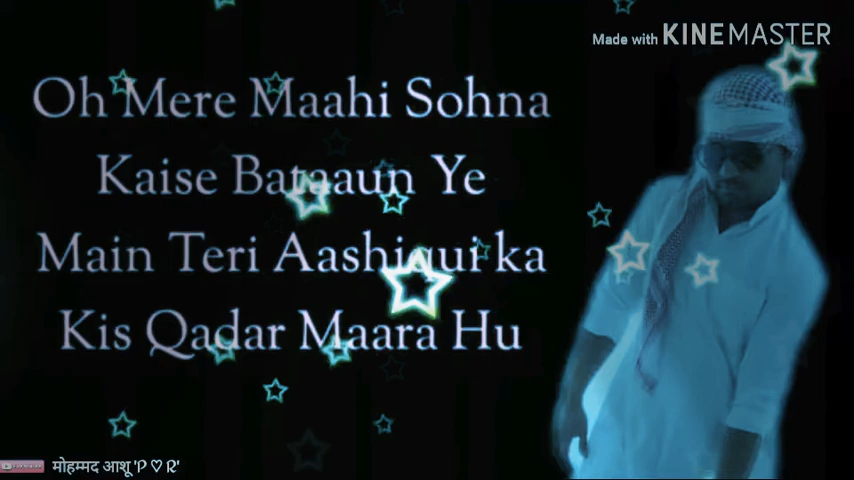 Made with KINEMASTER
Oh Mere Maahi Sohna
Kaise Bataaun Ye
Main Teri Aashiqui ka
Kis Qadar Maara Hu
मोहम्मद आशू 'P ♡ R'